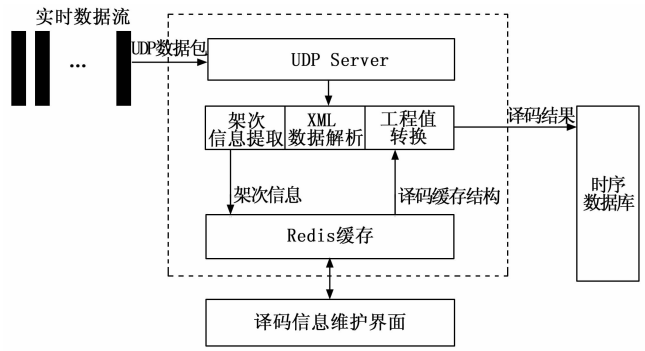 实时数据流
...
UDP数据包
UDP Server
架次
信息提取
XML
数据解析
工程值
转换
译码结果
时序
数据库
架次信息
译码缓存结构
Redis缓存
译码信息维护界面